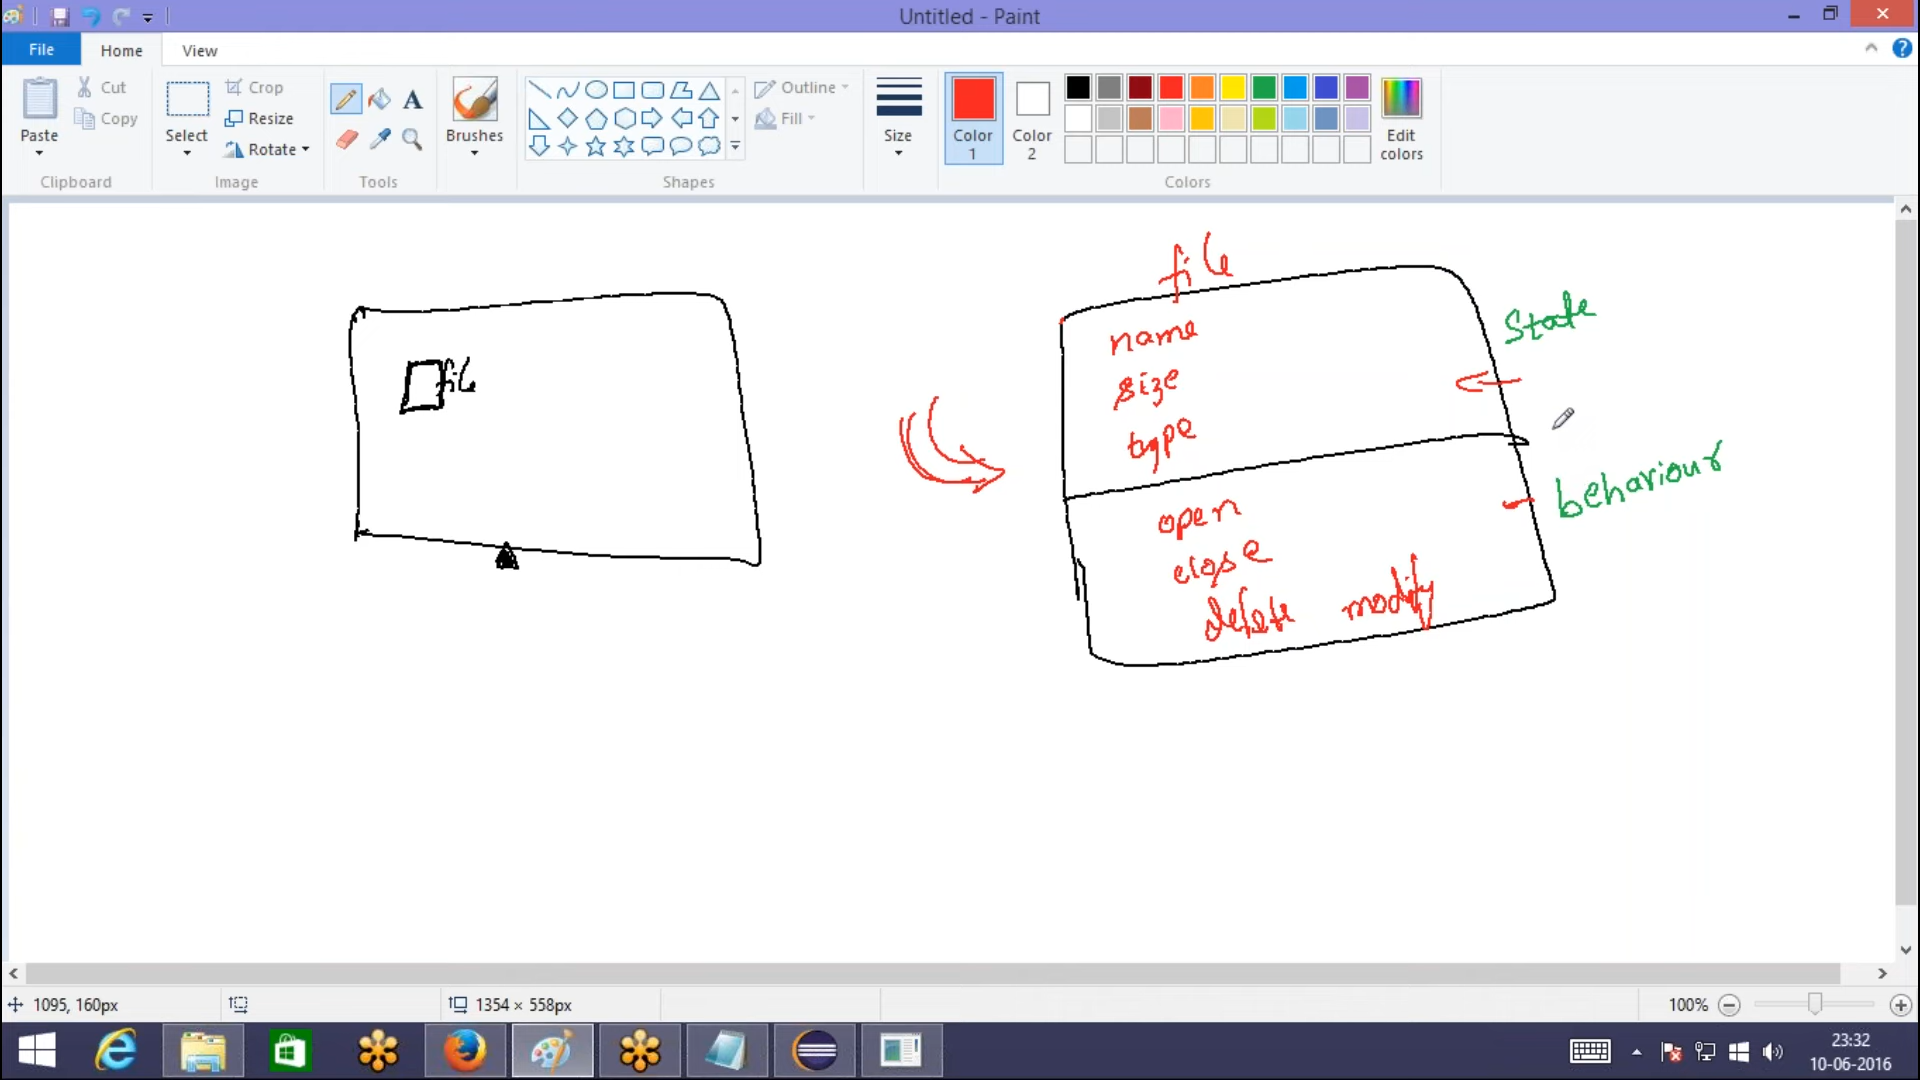 Untitled - Paint
File Home View
Paste
Cut
Copy
Clipboard
Select
Crop
Resize
Rotate
Image
A
Tools
Brushes
Shapes
Outline
Fill
Size
Color 1
Color 2
Edit colors
Colors
?
file
file
name
size
type
State
open
close
delete modify
behaviour
1095, 160px
1354 × 558px
100%
23:32
10-06-2016